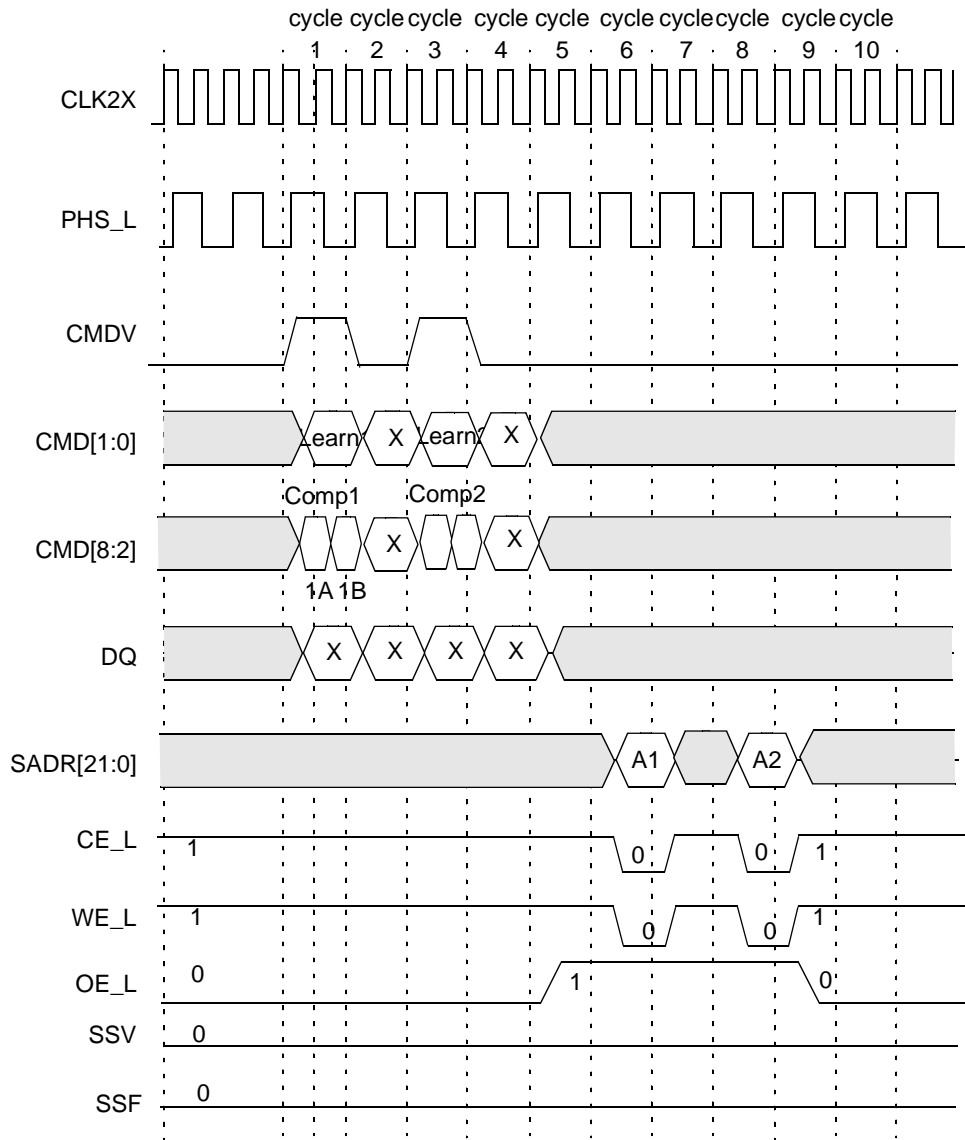 cycle cycle cycle cycle cycle cycle cycle cycle cycle cycle
1 2 3 4 5 6 7 8 9 10
CLK2X
PHS_L
CMDV
CMD[1:0]
Learn1 X Learn2 X
Comp1 Comp2
CMD[8:2]
X X
1A 1B
DQ
X X X X
SADR[21:0]
A1 A2
CE_L
1 0 0 1
WE_L
1 0 0 1
OE_L
0 1 0
SSV
0
SSF
0